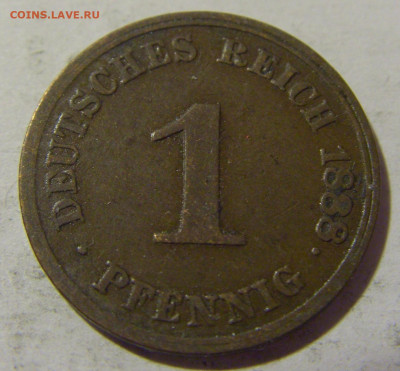 COINS.LAVE.RU
DEUTSCHES REICH 1888
1
PFENNIG